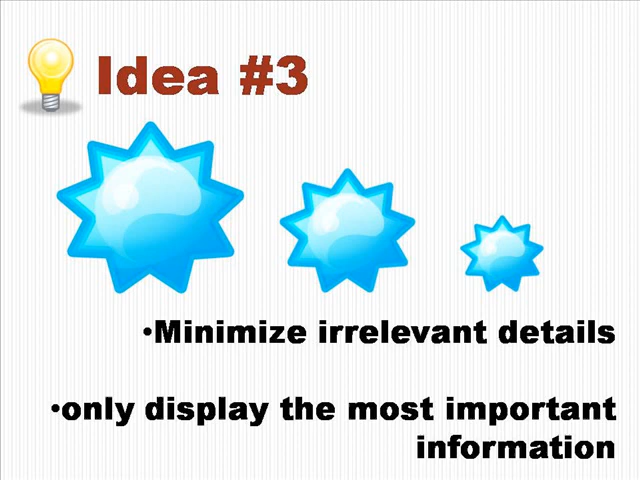 Idea #3
•Minimize irrelevant details
•only display the most important
information